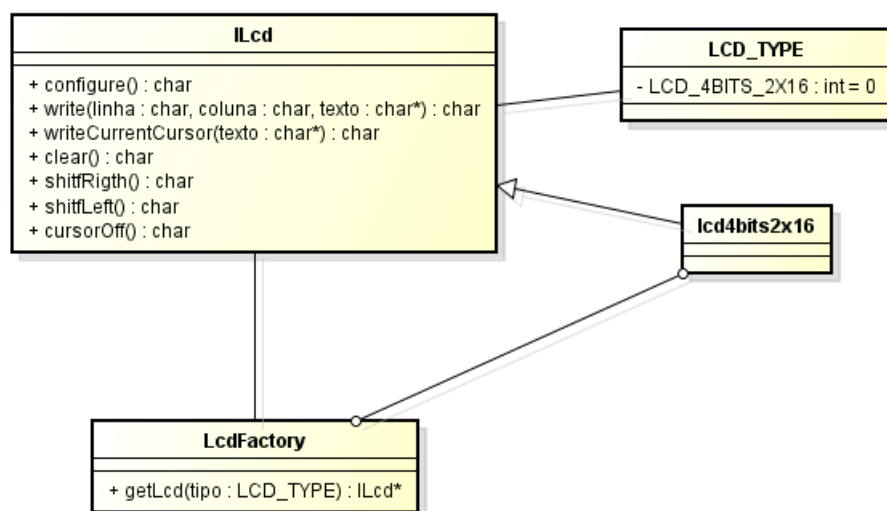 ILcd
+ configure() : char
+ write(linha : char, coluna : char, texto : char*) : char
+ writeCurrentCursor(texto : char*) : char
+ clear() : char
+ shitfRigth() : char
+ shitfLeft() : char
+ cursorOff() : char
LCD_TYPE
- LCD_4BITS_2X16 : int = 0
lcd4bits2x16
LcdFactory
+ getLcd(tipo : LCD_TYPE) : ILcd*